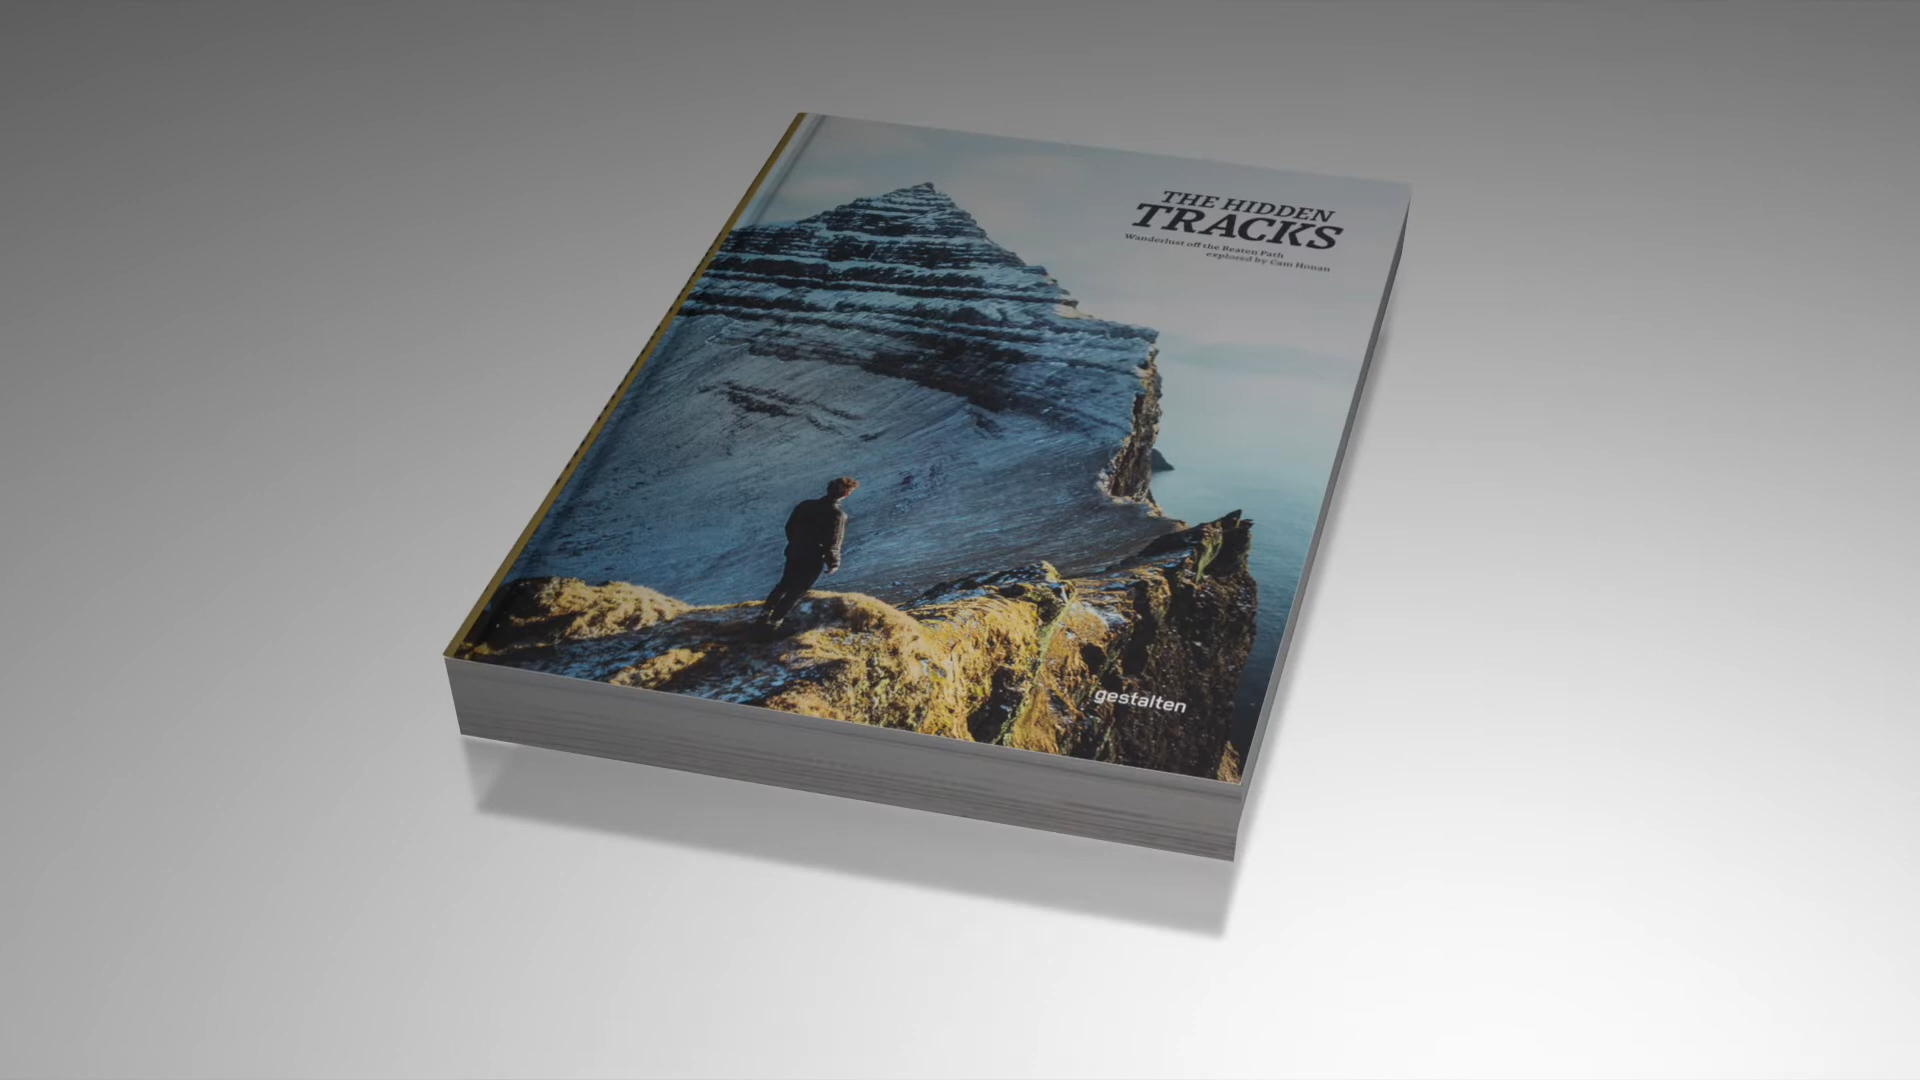 THE HIDDEN
TRACKS
Wanderlust off the Beaten Path
explored by Cam Honan
gestalten